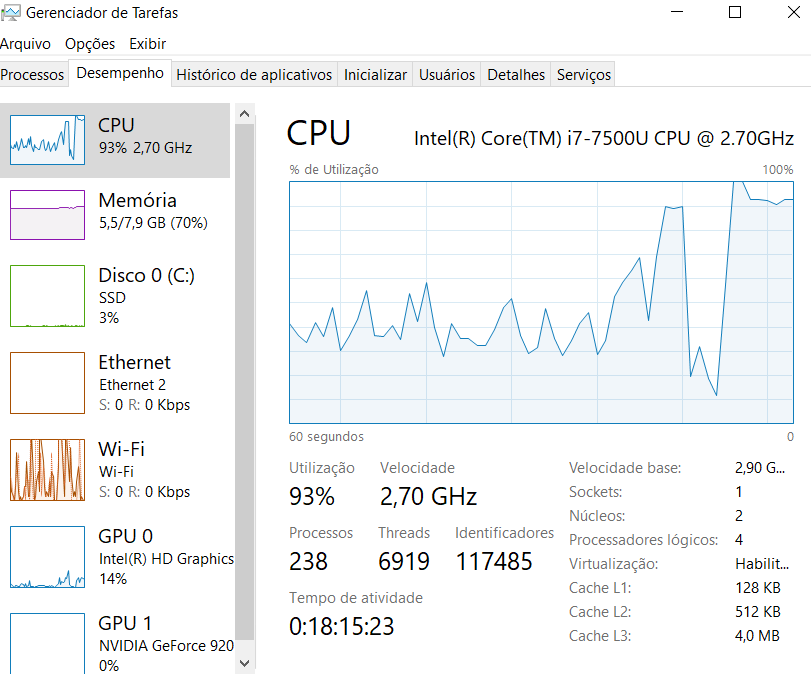 Gerenciador de Tarefas
Arquivo Opções Exibir
Processos Desempenho Histórico de aplicativos Inicializar Usuários Detalhes Serviços
CPU
93% 2,70 GHz
Memória
5,5/7,9 GB (70%)
Disco 0 (C:)
SSD
3%
Ethernet
Ethernet 2
S: 0 R: 0 Kbps
Wi-Fi
Wi-Fi
S: 0 R: 0 Kbps
GPU 0
Intel(R) HD Graphics
14%
GPU 1
NVIDIA GeForce 920
0%
CPU Intel(R) Core(TM) i7-7500U CPU @ 2.70GHz
% de Utilização 100%
60 segundos 0
Utilização Velocidade
93% 2,70 GHz
Processos Threads Identificadores
238 6919 117485
Tempo de atividade
0:18:15:23
Velocidade base: 2,90 G...
Sockets: 1
Núcleos: 2
Processadores lógicos: 4
Virtualização: Habilit...
Cache L1: 128 KB
Cache L2: 512 KB
Cache L3: 4,0 MB